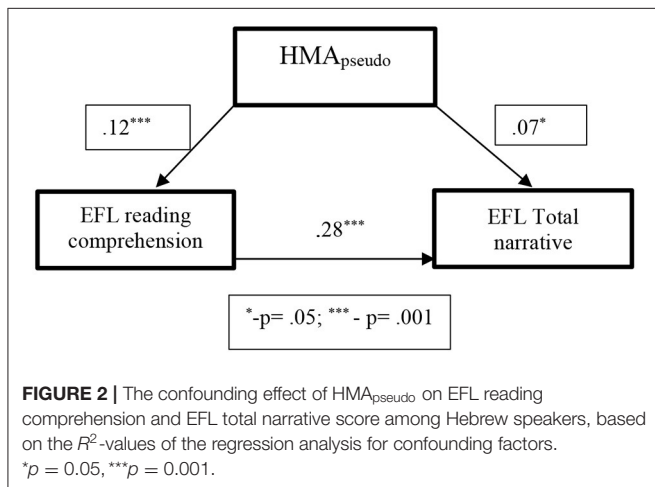 HMApseudo
.12***
.07*
EFL reading
comprehension
.28***
EFL Total
narrative
*-p= .05; *** - p= .001
FIGURE 2 | The confounding effect of HMApseudo on EFL reading
comprehension and EFL total narrative score among Hebrew speakers, based
on the R²-values of the regression analysis for confounding factors.
*p = 0.05, ***p = 0.001.